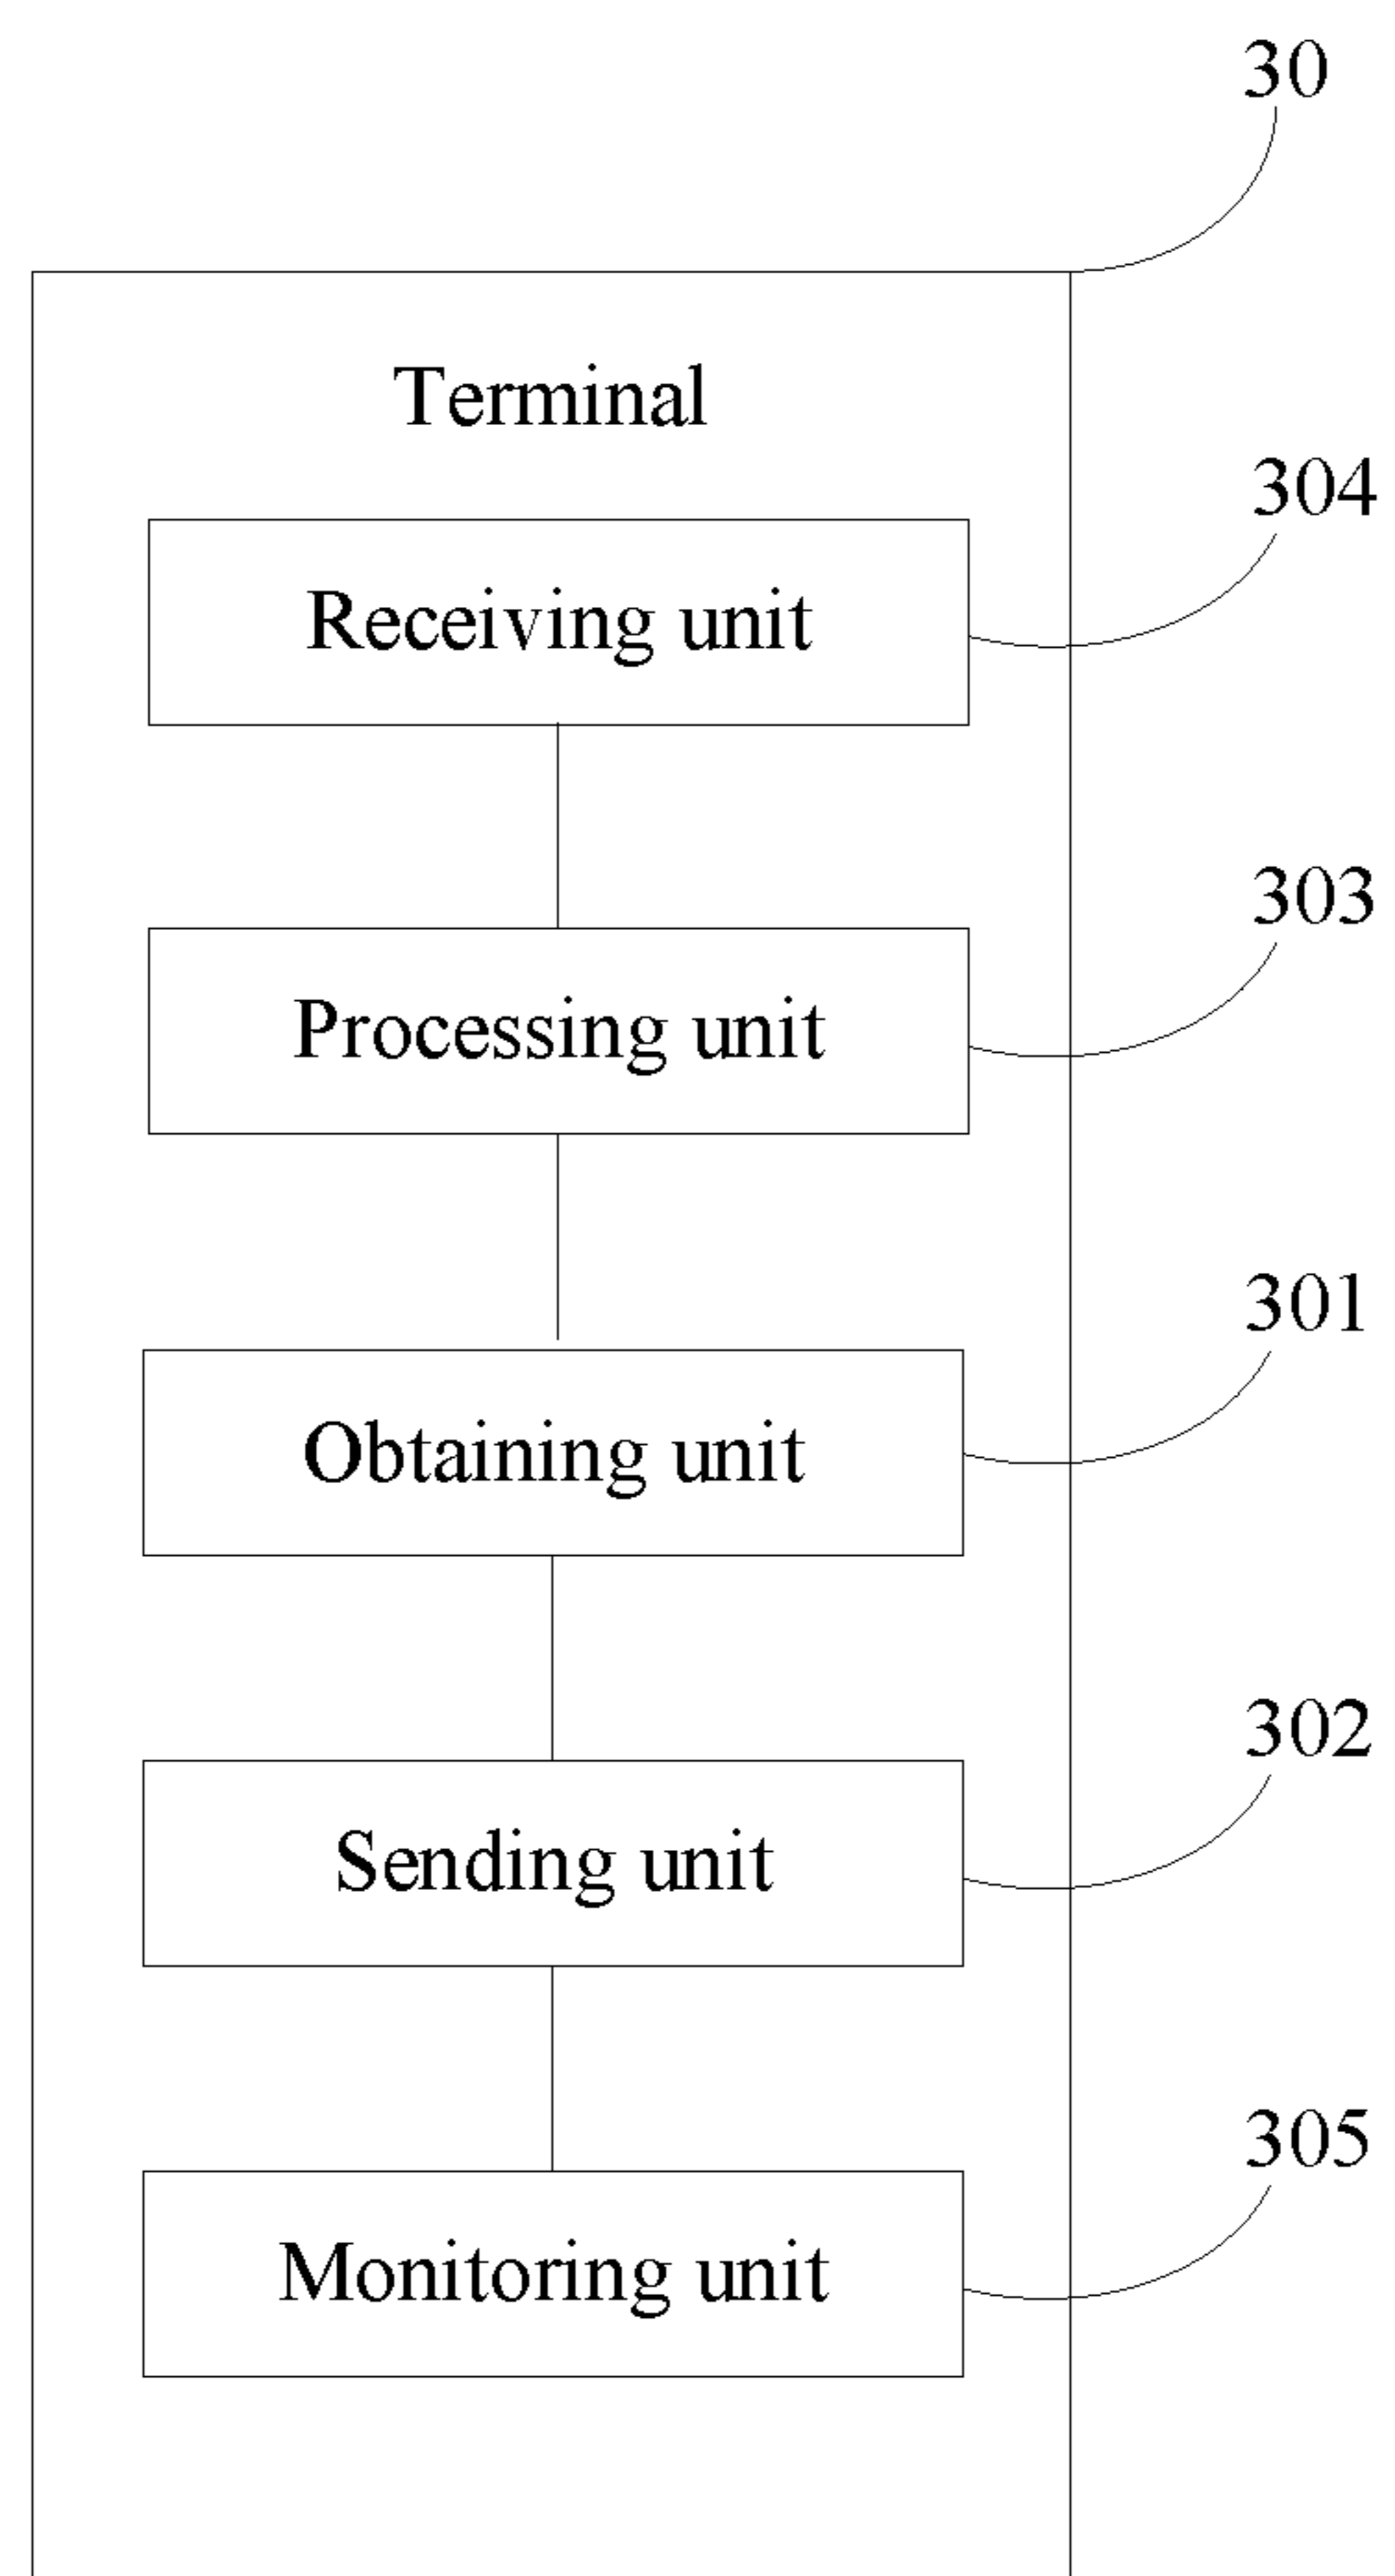 30
Terminal
304
Receiving unit
303
Processing unit
301
Obtaining unit
302
Sending unit
305
Monitoring unit